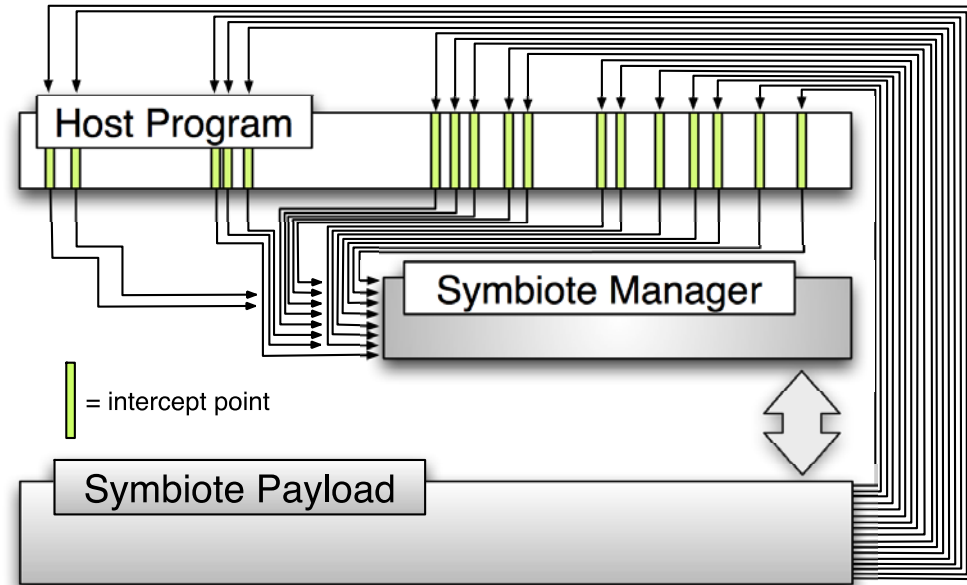 Host Program
Symbiote Manager
= intercept point
Symbiote Payload